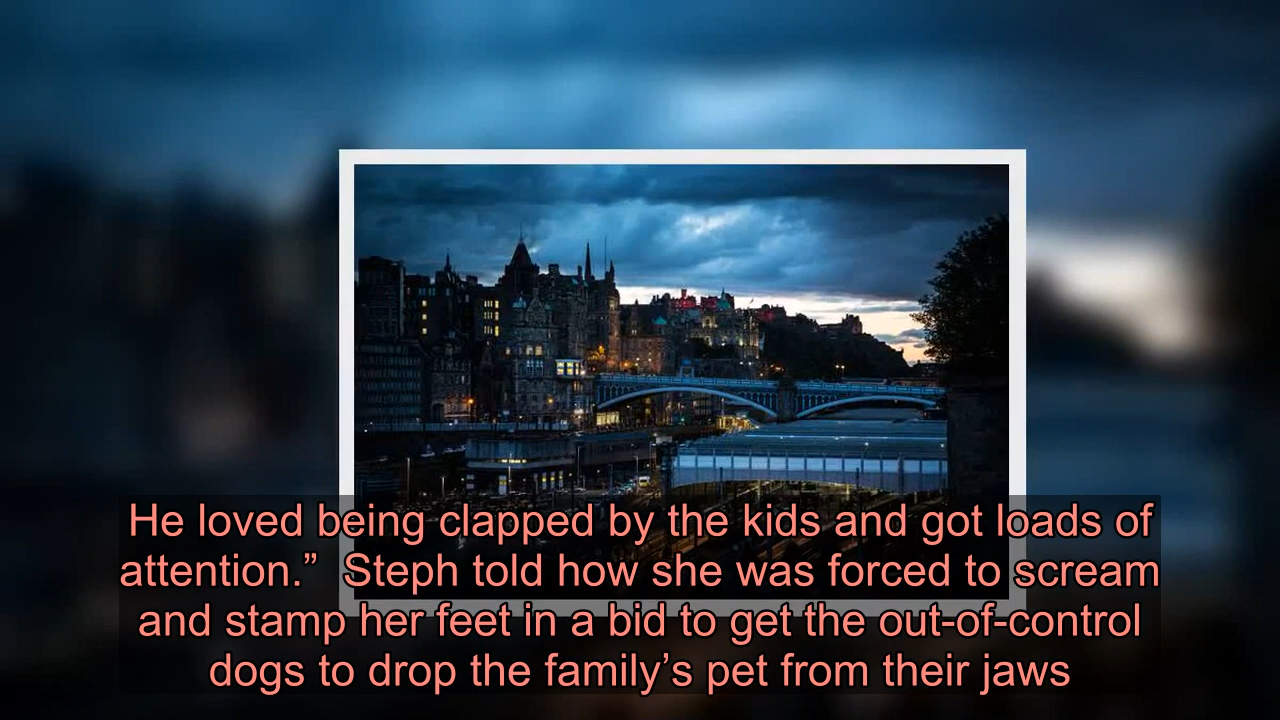 He loved being clapped by the kids and got loads of
attention.”  Steph told how she was forced to scream
and stamp her feet in a bid to get the out-of-control
dogs to drop the family’s pet from their jaws